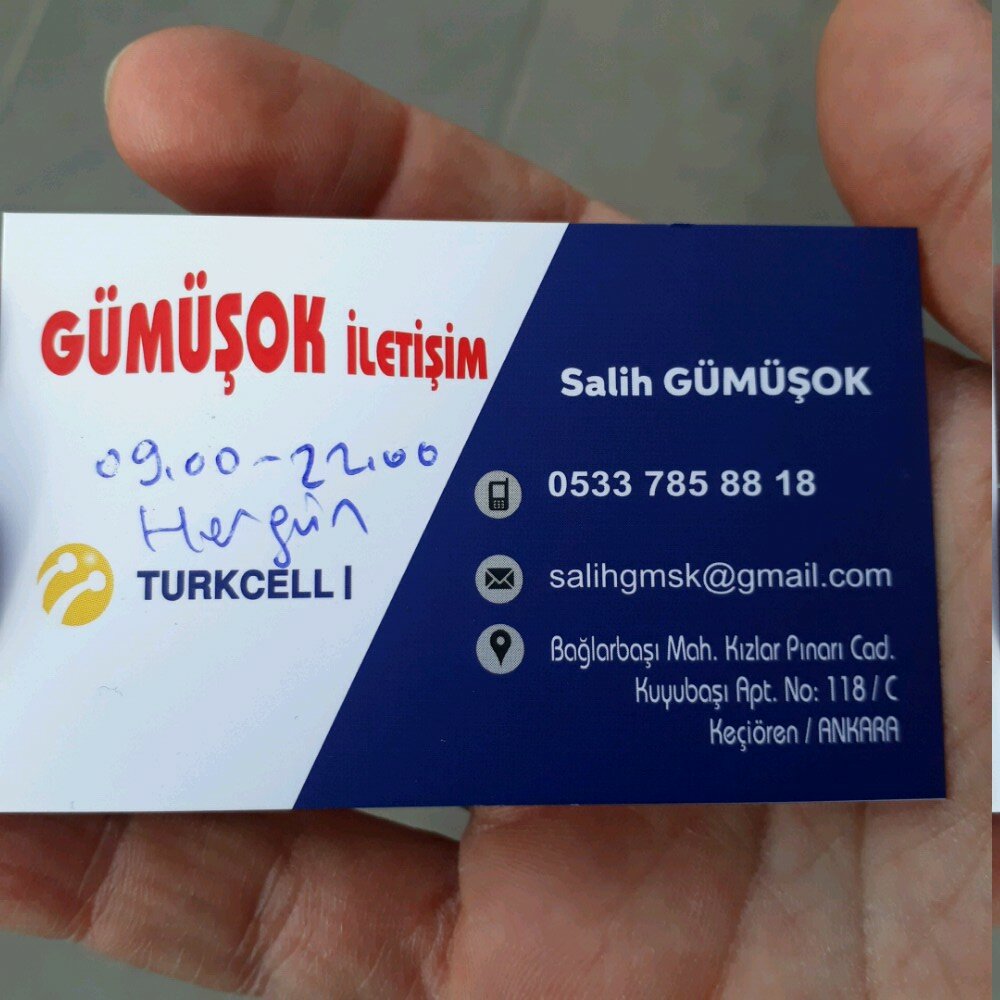 GÜMÜŞOK İLETİŞİM
09.00-22.00
Hergün
TURKCELL İ
Salih GÜMÜŞOK
0533 785 88 18
salihgmsk@gmail.com
Bağlarbaşı Mah. Kızlar Pınarı Cad.
Kuyubaşı Apt. No: 118 / C
Keçiören / ANKARA